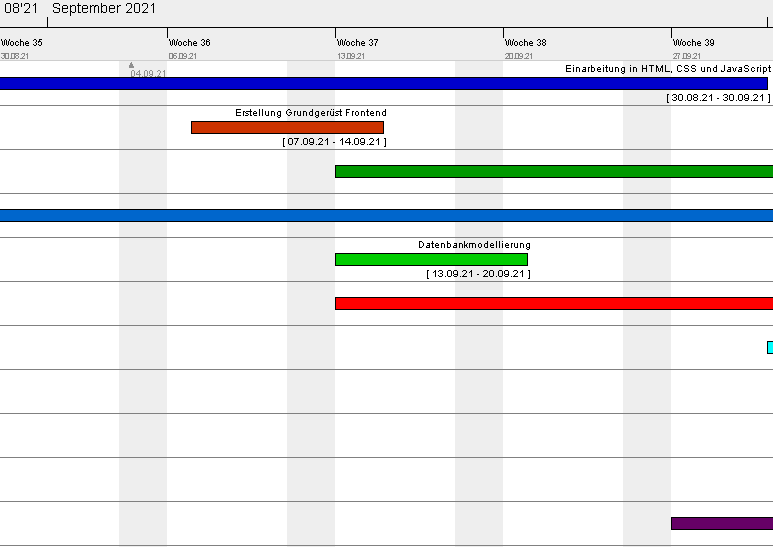 08'21 September 2021
Woche 35 Woche 36 Woche 37 Woche 38 Woche 39
30.08.21 06.09.21 13.09.21 20.09.21 27.09.21
04.09.21
Einarbeitung in HTML, CSS und JavaScript
[ 30.08.21 - 30.09.21 ]
Erstellung Grundgerüst Frontend
[ 07.09.21 - 14.09.21 ]
Datenbankmodellierung
[ 13.09.21 - 20.09.21 ]